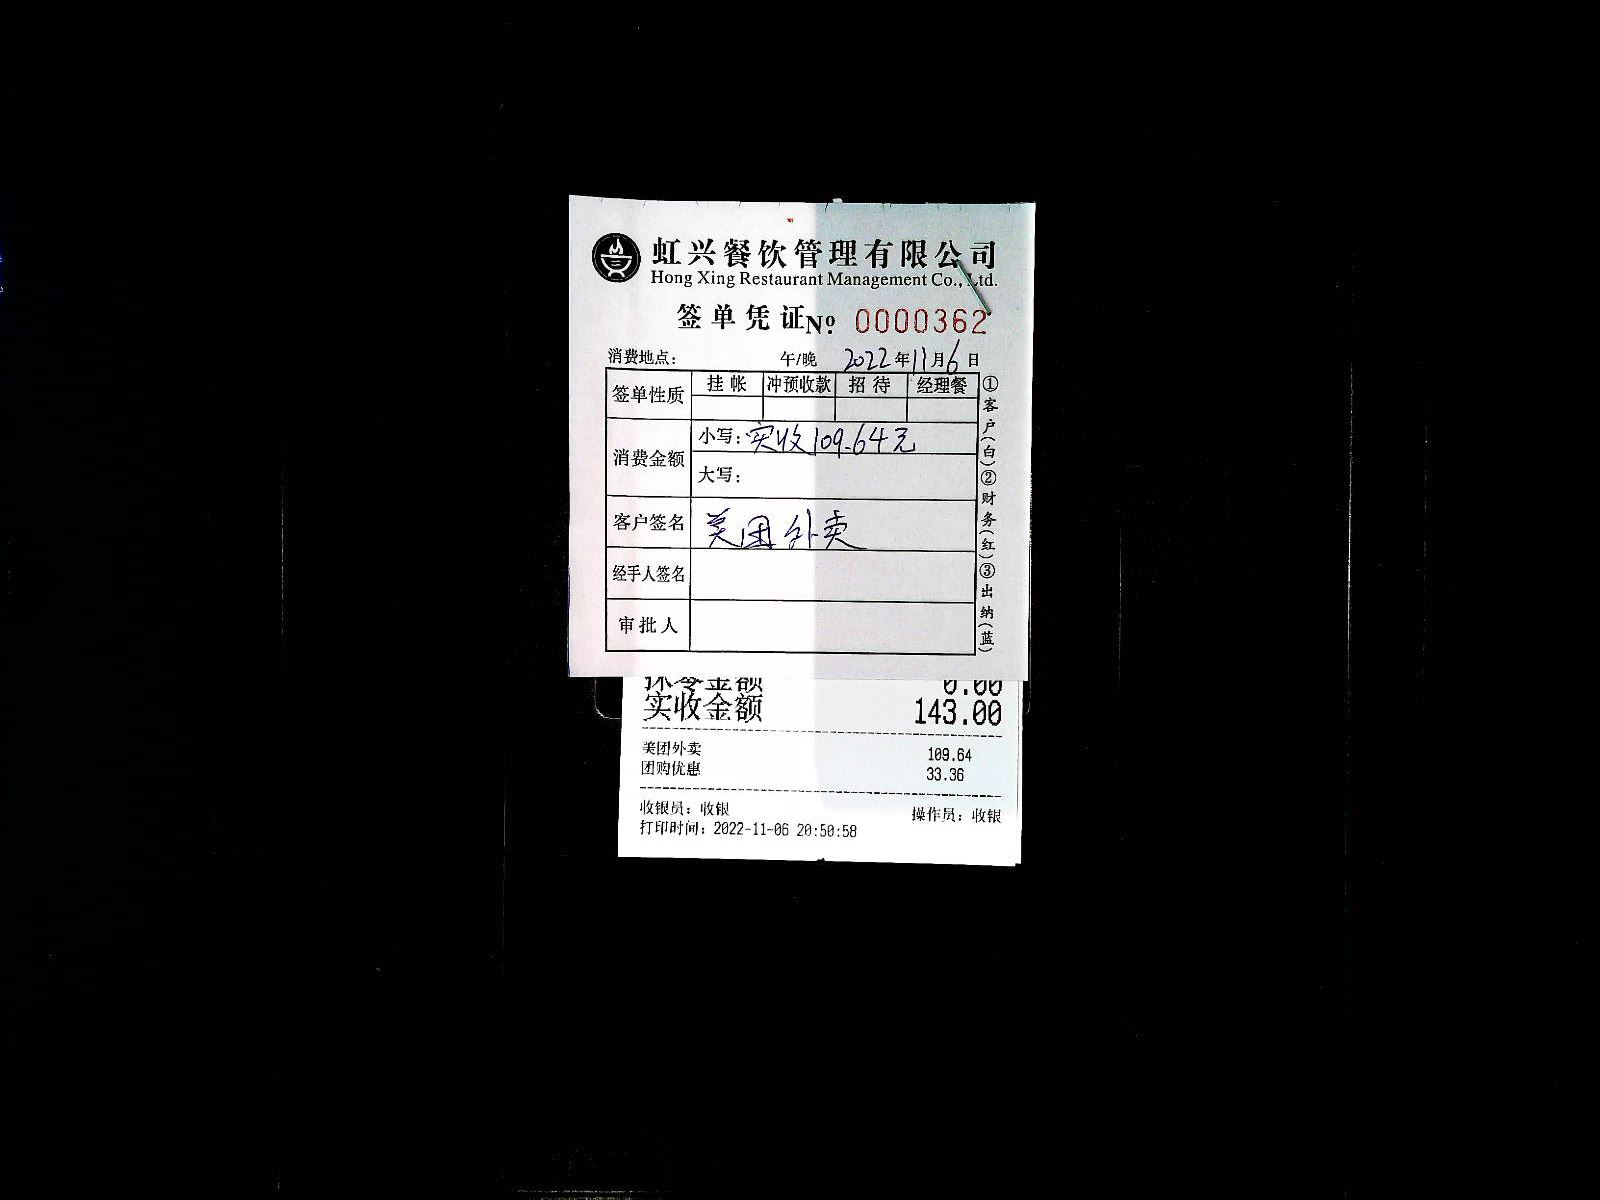 虹兴餐饮管理有限公司
Hong Xing Restaurant Management Co., Ltd.
签单凭证 № 0000362
消费地点： 午/晚 2022年11月6日
签单性质 挂帐 冲预收款 招待 经理餐
消费金额 小写：实收109.64元
大写：
客户签名 美团外卖
经手人签名
审批人
①客户(白)②财务(红)③出纳(蓝)
抹零金额 0.00
实收金额 143.00
美团外卖 109.64
团购优惠 33.36
收银员：收银 操作员：收银
打印时间：2022-11-06 20:50:58